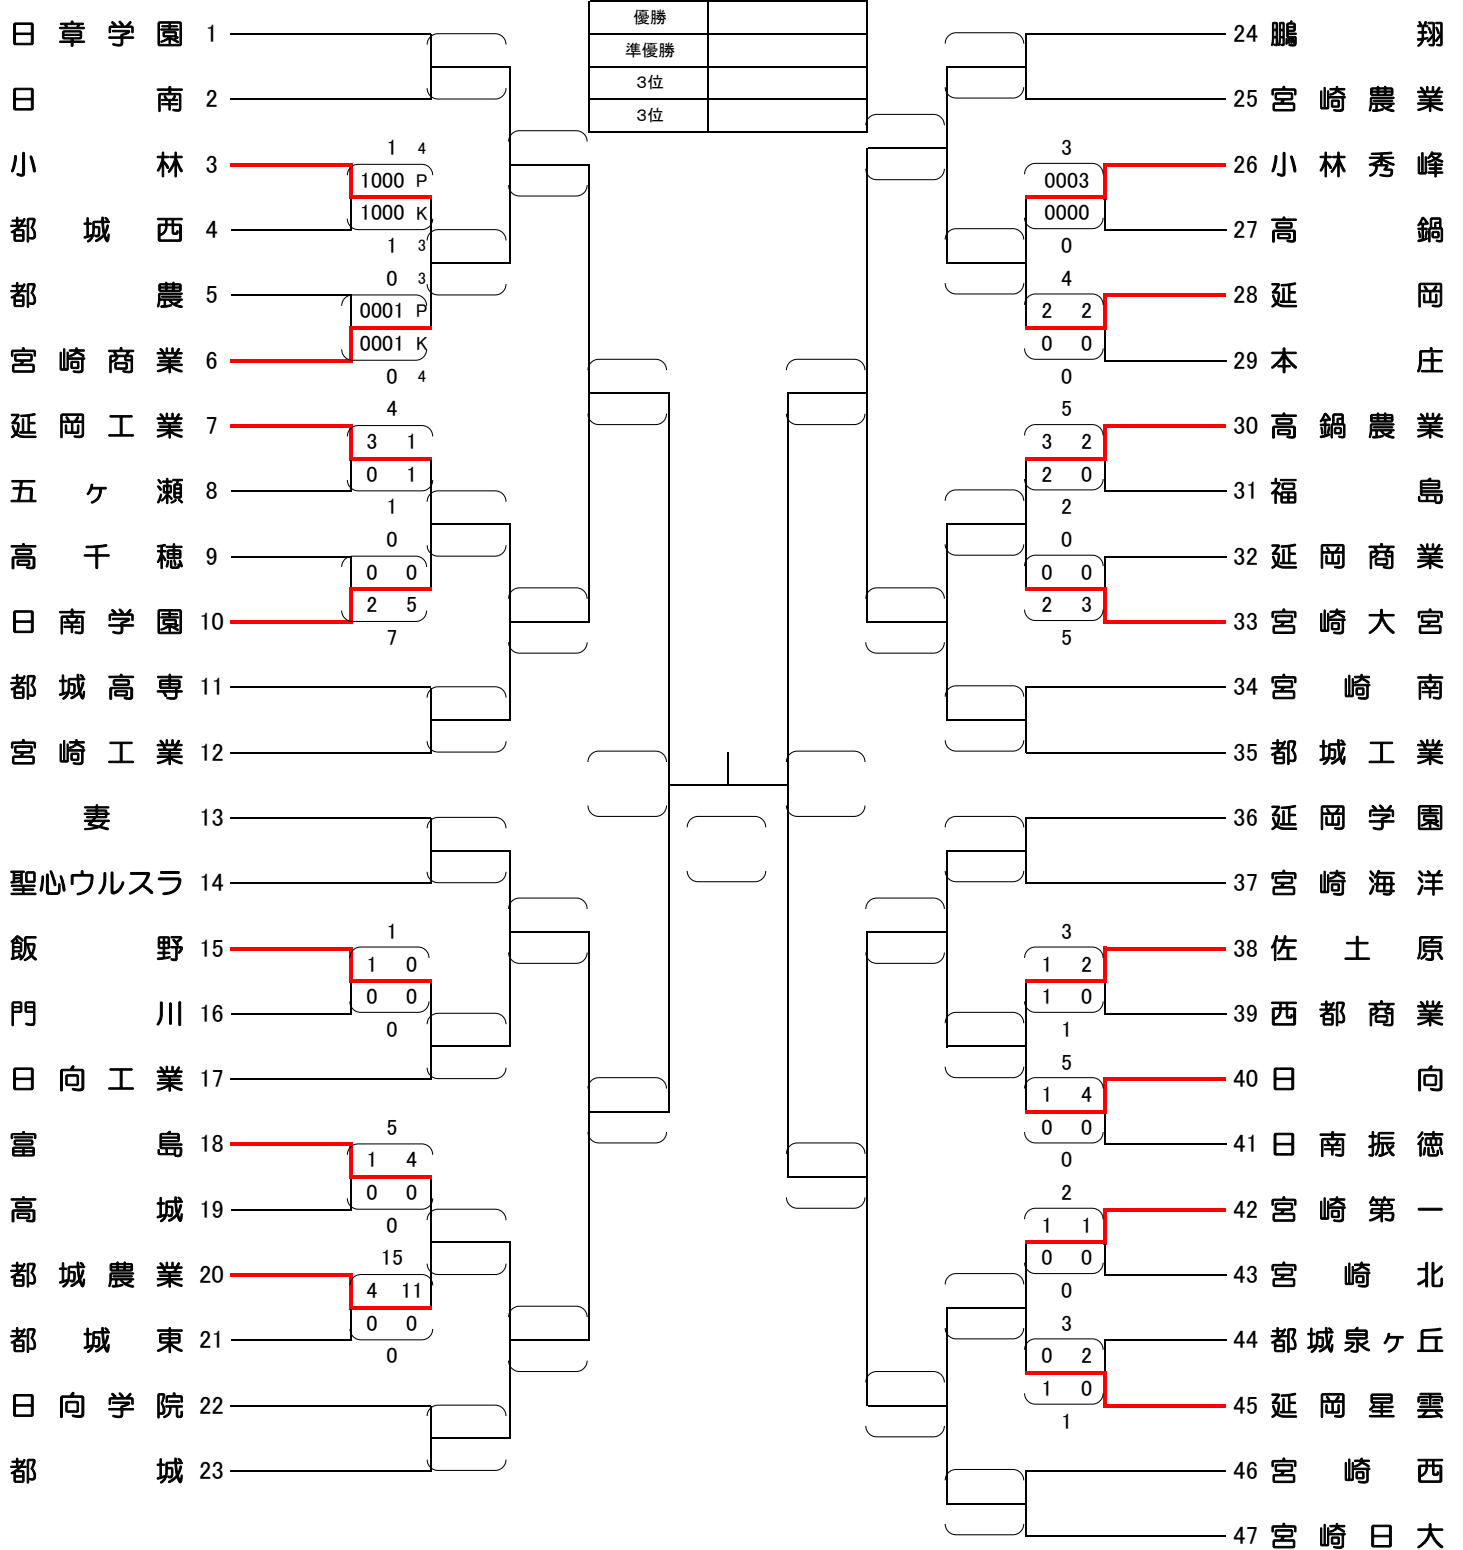 優勝
準優勝
3位
3位
日章学園 1
日南 2
1 4
小林 3
1000 P
1000 K
都城西 4
1 3
0 3
都農 5
0001 P
0001 K
宮崎商業 6
0 4
4
延岡工業 7
3 1
0 1
五ヶ瀬 8
1
0
高千穂 9
0 0
2 5
日南学園 10
7
都城高専 11
宮崎工業 12
妻 13
聖心ウルスラ 14
1
飯野 15
1 0
0 0
門川 16
0
日向工業 17
5
富島 18
1 4
0 0
高城 19
0
15
都城農業 20
4 11
0 0
都城東 21
0
日向学院 22
都城 23
24 鵬翔
25 宮崎農業
3
26 小林秀峰
0003
0000
27 高鍋
0
4
28 延岡
2 2
0 0
29 本庄
0
5
30 高鍋農業
3 2
2 0
31 福島
2
0
32 延岡商業
0 0
2 3
33 宮崎大宮
5
34 宮崎南
35 都城工業
36 延岡学園
37 宮崎海洋
3
38 佐土原
1 2
1 0
39 西都商業
1
5
40 日向
1 4
0 0
41 日南振徳
0
2
42 宮崎第一
1 1
0 0
43 宮崎北
0
3
44 都城泉ヶ丘
0 2
1 0
45 延岡星雲
1
46 宮崎西
47 宮崎日大